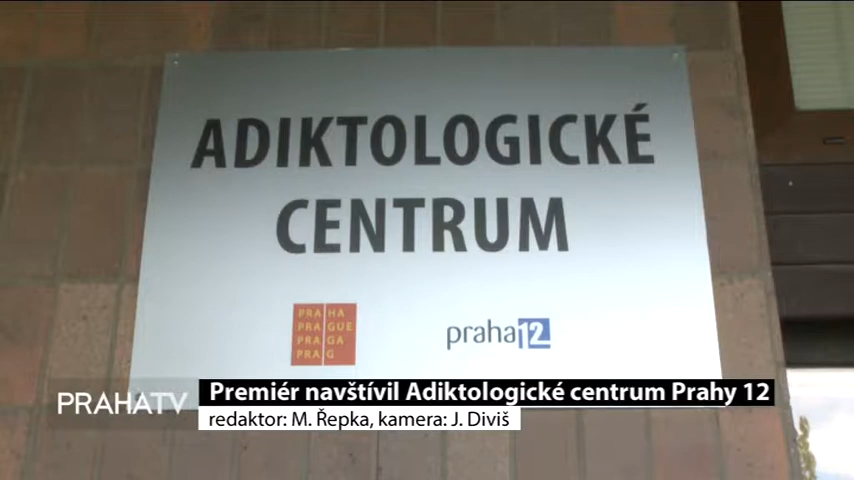 ADIKTOLOGICKÉ
CENTRUM
PRAHA
PRAGUE
PRAGA
PRAG
praha12
PRAHATV
Premiér navštívil Adiktologické centrum Prahy 12
redaktor: M. Řepka, kamera: J. Diviš